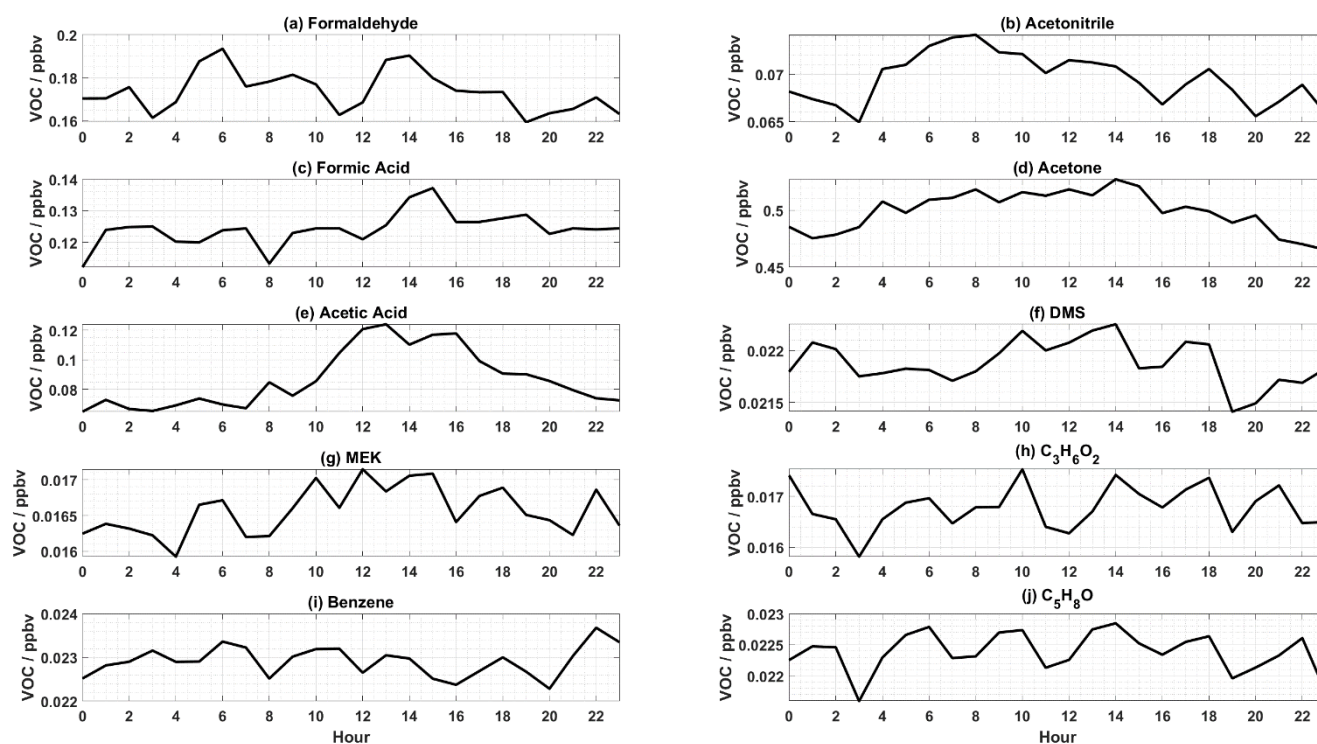 (a) Formaldehyde
VOC / ppbv
0.2
0.18
0.16
0 2 4 6 8 10 12 14 16 18 20 22
(b) Acetonitrile
VOC / ppbv
0.07
0.065
0 2 4 6 8 10 12 14 16 18 20 22
(c) Formic Acid
VOC / ppbv
0.14
0.13
0.12
0 2 4 6 8 10 12 14 16 18 20 22
(d) Acetone
VOC / ppbv
0.5
0.45
0 2 4 6 8 10 12 14 16 18 20 22
(e) Acetic Acid
VOC / ppbv
0.12
0.1
0.08
0 2 4 6 8 10 12 14 16 18 20 22
(f) DMS
VOC / ppbv
0.022
0.0215
0 2 4 6 8 10 12 14 16 18 20 22
(g) MEK
VOC / ppbv
0.017
0.0165
0.016
0 2 4 6 8 10 12 14 16 18 20 22
(h) C₃H₆O₂
VOC / ppbv
0.017
0.016
0 2 4 6 8 10 12 14 16 18 20 22
(i) Benzene
VOC / ppbv
0.024
0.023
0.022
0 2 4 6 8 10 12 14 16 18 20 22
Hour
(j) C₅H₈O
VOC / ppbv
0.023
0.0225
0.022
0 2 4 6 8 10 12 14 16 18 20 22
Hour